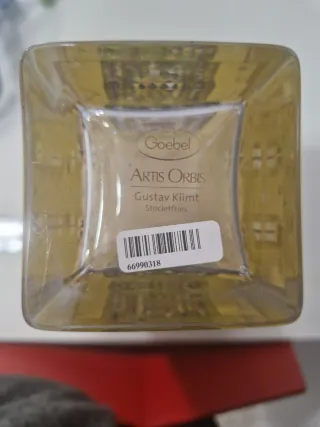 Goebel
ARTIS ORBIS
Gustav Klimt
Stocletfries
66990318